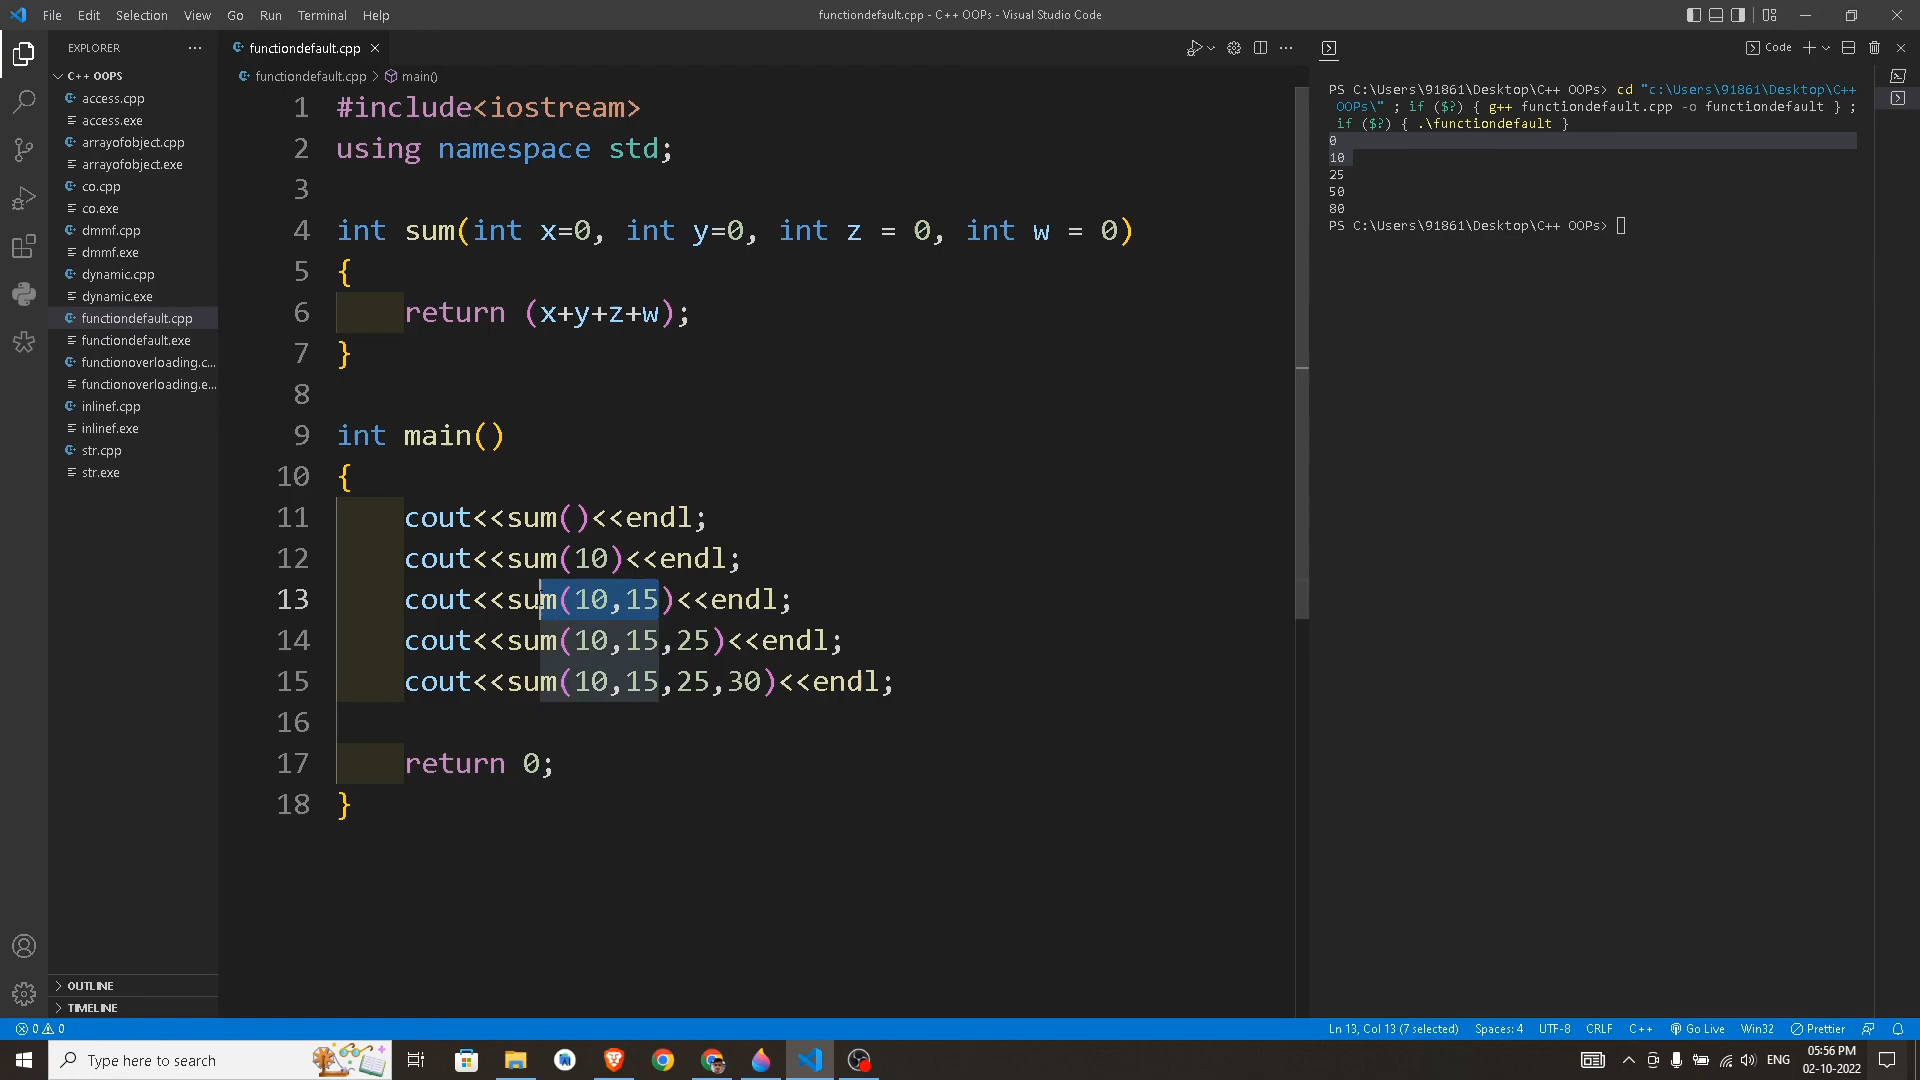 File Edit Selection View Go Run Terminal Help
functiondefault.cpp - C++ OOPs - Visual Studio Code
EXPLORER
C++ OOPS
access.cpp
access.exe
arrayofobject.cpp
arrayofobject.exe
co.cpp
co.exe
dmmf.cpp
dmmf.exe
dynamic.cpp
dynamic.exe
functiondefault.cpp
functiondefault.exe
functionoverloading.c...
functionoverloading.e...
inlinef.cpp
inlinef.exe
str.cpp
str.exe
OUTLINE
TIMELINE
functiondefault.cpp
functiondefault.cpp > main()
1 #include<iostream>
2 using namespace std;
3
4 int sum(int x=0, int y=0, int z = 0, int w = 0)
5 {
6 return (x+y+z+w);
7 }
8
9 int main()
10 {
11 cout<<sum()<<endl;
12 cout<<sum(10)<<endl;
13 cout<<sum(10,15)<<endl;
14 cout<<sum(10,15,25)<<endl;
15 cout<<sum(10,15,25,30)<<endl;
16
17 return 0;
18 }
Code
PS C:\Users\91861\Desktop\C++ OOPs> cd "c:\Users\91861\Desktop\C++
OOPs\" ; if ($?) { g++ functiondefault.cpp -o functiondefault } ;
if ($?) { .\functiondefault }
0
10
25
50
80
PS C:\Users\91861\Desktop\C++ OOPs>
0 0
Ln 13, Col 13 (7 selected) Spaces: 4 UTF-8 CRLF C++ Go Live Win32 Prettier
Type here to search
ENG
05:56 PM
02-10-2022